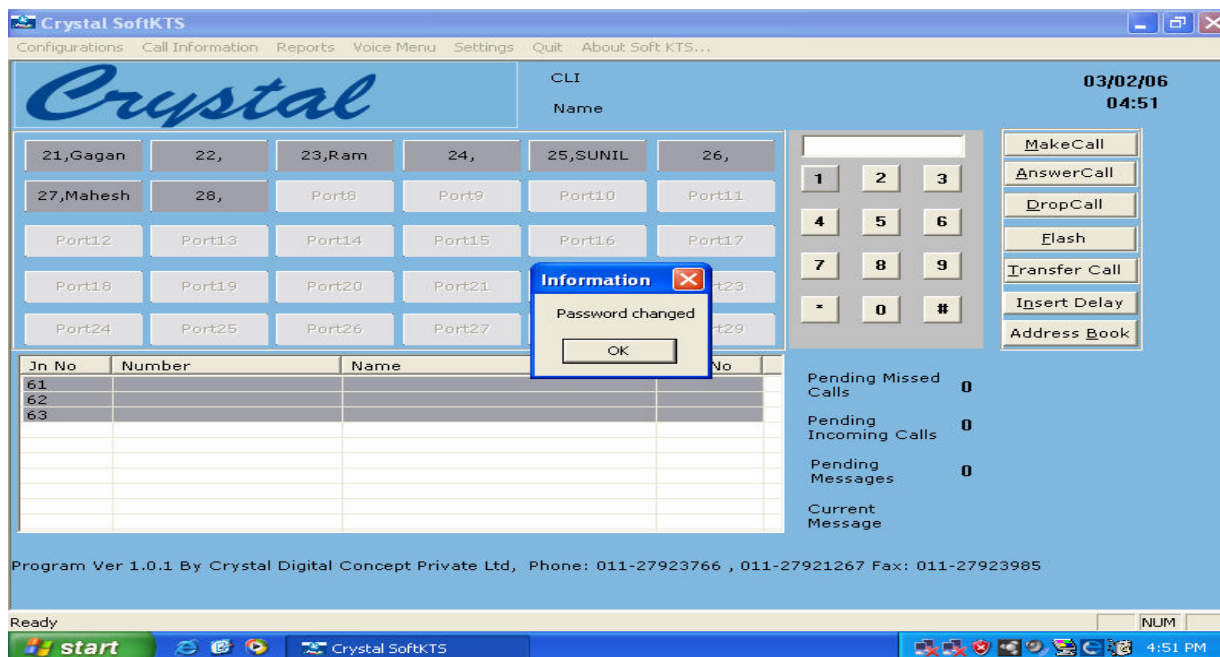 Crystal SoftKTS
Configurations Call Information Reports Voice Menu Settings Quit About Soft KTS...
Crystal
CLI
Name
03/02/06
04:51
21,Gagan 22, 23,Ram 24, 25,SUNIL 26,
27,Mahesh 28, Port8 Port9 Port10 Port11
Port12 Port13 Port14 Port15 Port16 Port17
Port18 Port19 Port20 Port21 rt23
Port24 Port25 Port26 Port27 rt29
Information
Password changed
OK
1 2 3
4 5 6
7 8 9
* 0 #
MakeCall
AnswerCall
DropCall
Flash
Transfer Call
Insert Delay
Address Book
Jn No Number Name No
61
62
63
Pending Missed
Calls 0
Pending
Incoming Calls 0
Pending
Messages 0
Current
Message
Program Ver 1.0.1 By Crystal Digital Concept Private Ltd, Phone: 011-27923766 , 011-27921267 Fax: 011-27923985
Ready NUM
start Crystal SoftKTS 4:51 PM